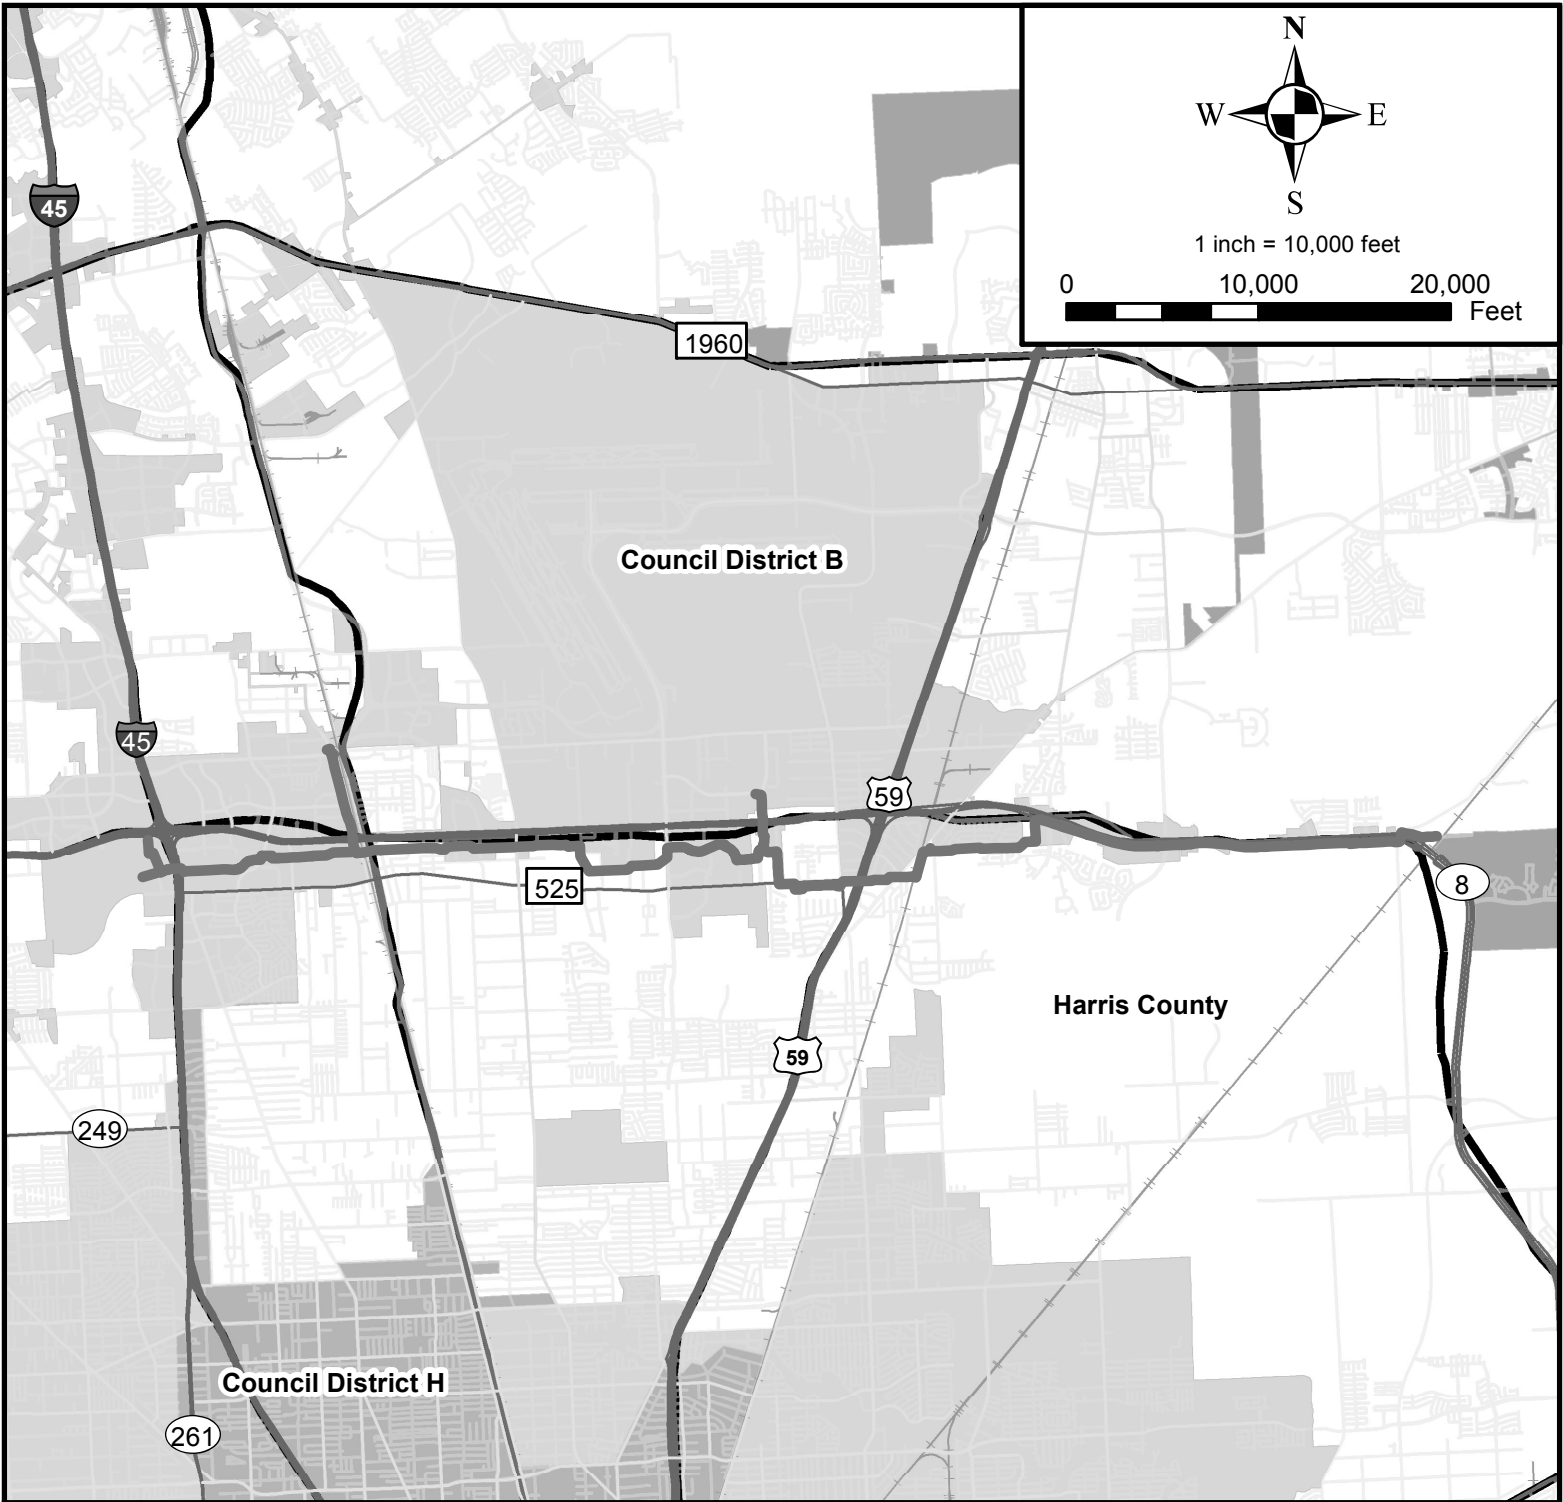 N
W E
S
1 inch = 10,000 feet
0 10,000 20,000
Feet
45
1960
Council District B
45
59
525
8
Harris County
59
249
Council District H
261